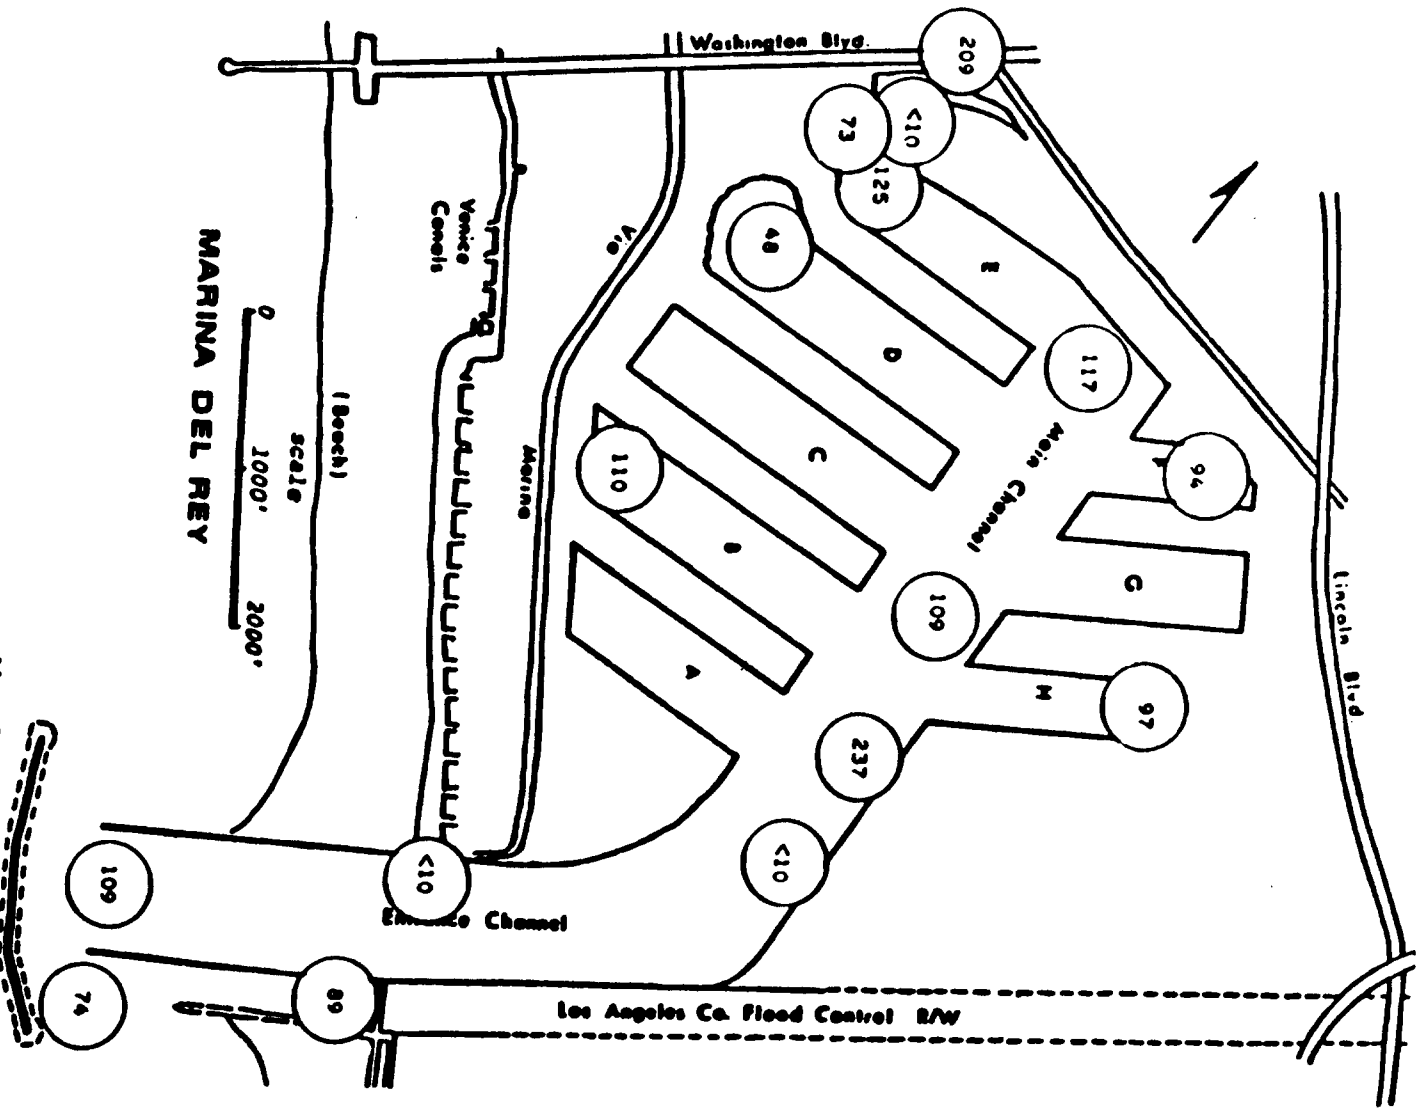 Washington Blvd.
209
<10
73
125
48
E
D
117
Via
Venice
Canals
MARINA DEL REY
0 1000' 2000'
scale
(Beach)
Marina
C
Main Channel
94
110
B
G
109
Lincoln Blvd.
A
H
97
237
<10
109
<10
Entrance Channel
74
89
Los Angeles Co. Flood Control R/W